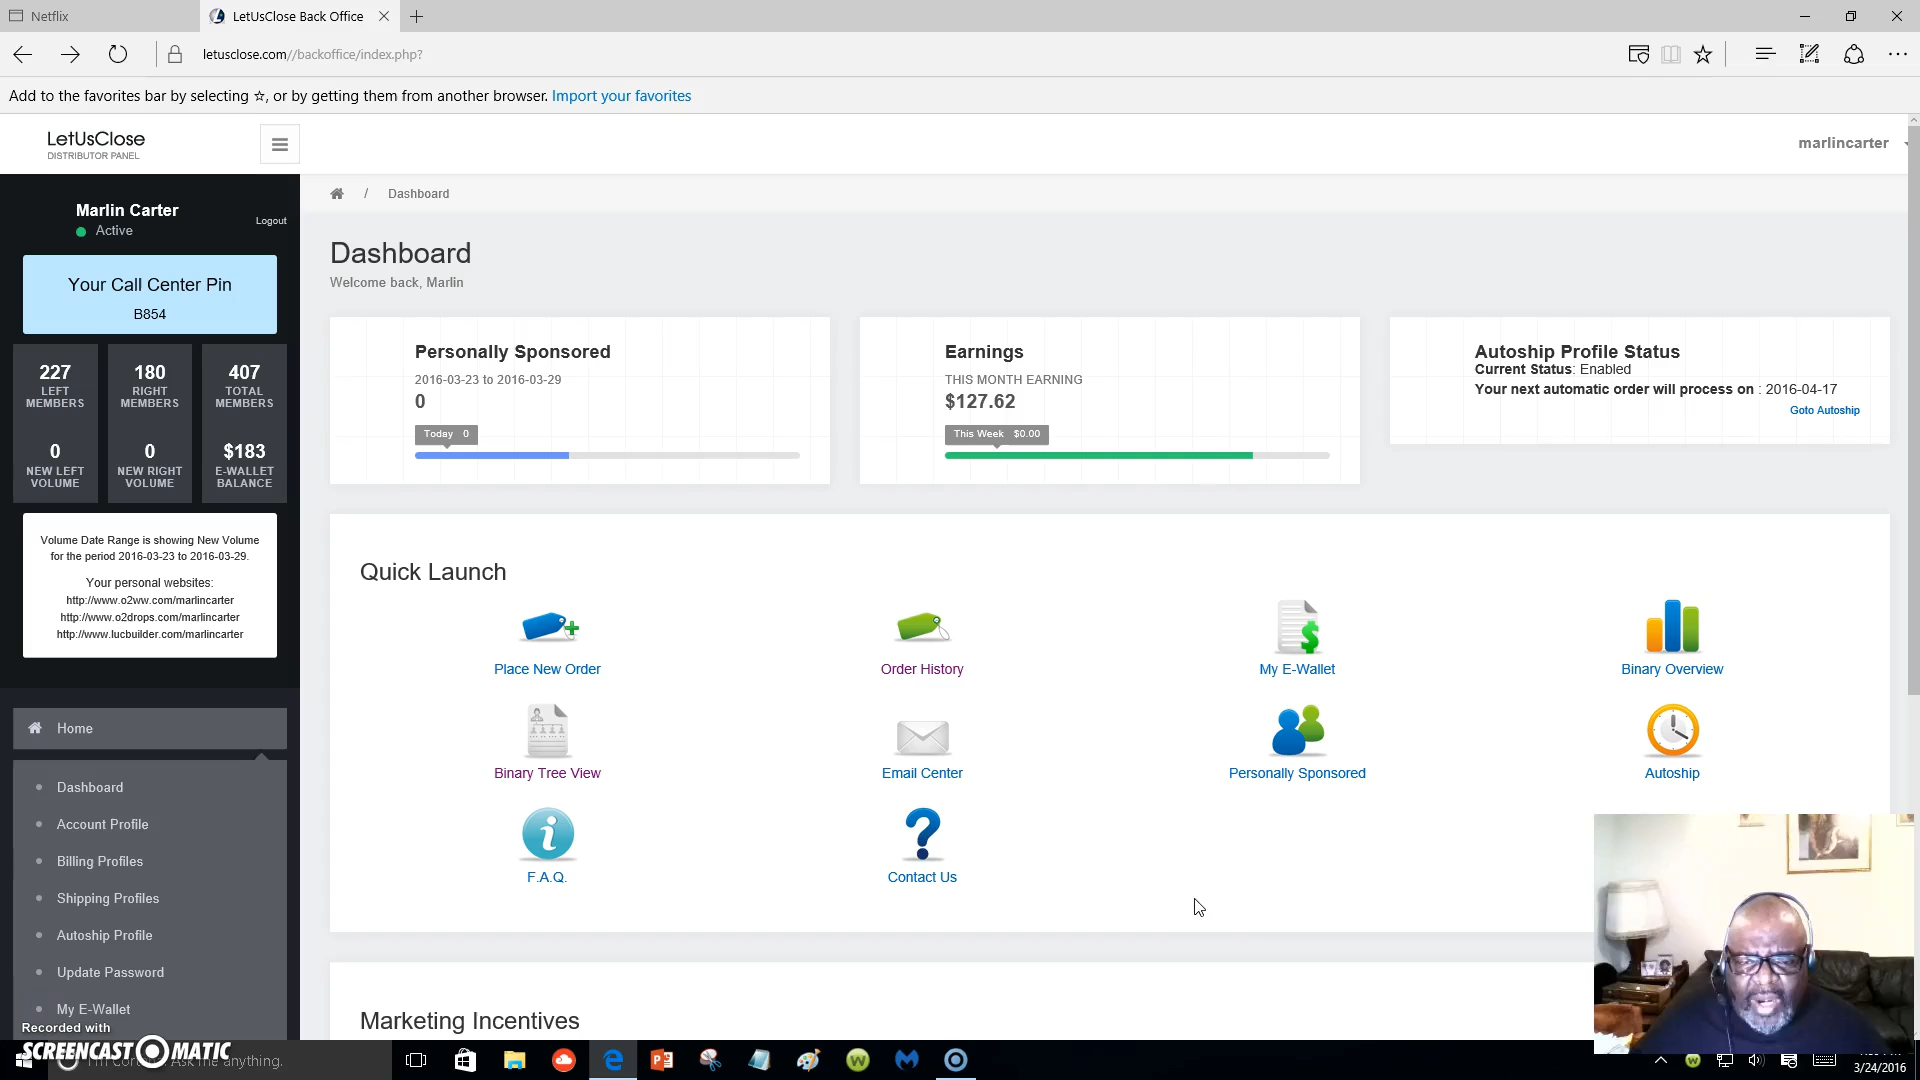 Netflix
LetUsClose Back Office
letusclose.com//backoffice/index.php?
Add to the favorites bar by selecting ☆, or by getting them from another browser. Import your favorites
LetUsClose
DISTRIBUTOR PANEL
marlincarter
Marlin Carter
Active
Logout
Your Call Center Pin
B854
227
LEFT
MEMBERS
180
RIGHT
MEMBERS
407
TOTAL
MEMBERS
0
NEW LEFT
VOLUME
0
NEW RIGHT
VOLUME
$183
E-WALLET
BALANCE
Volume Date Range is showing New Volume
for the period 2016-03-23 to 2016-03-29.
Your personal websites:
http://www.o2ww.com/marlincarter
http://www.o2drops.com/marlincarter
http://www.lucbuilder.com/marlincarter
Home
Dashboard
Account Profile
Billing Profiles
Shipping Profiles
Autoship Profile
Update Password
My E-Wallet
/ Dashboard
Dashboard
Welcome back, Marlin
Personally Sponsored
2016-03-23 to 2016-03-29
0
Today 0
Earnings
THIS MONTH EARNING
$127.62
This Week $0.00
Autoship Profile Status
Current Status: Enabled
Your next automatic order will process on : 2016-04-17
Goto Autoship
Quick Launch
Place New Order
Order History
My E-Wallet
Binary Overview
Binary Tree View
Email Center
Personally Sponsored
Autoship
F.A.Q.
Contact Us
Marketing Incentives
Recorded with
SCREENCAST MATIC
Ask me anything.
3/24/2016